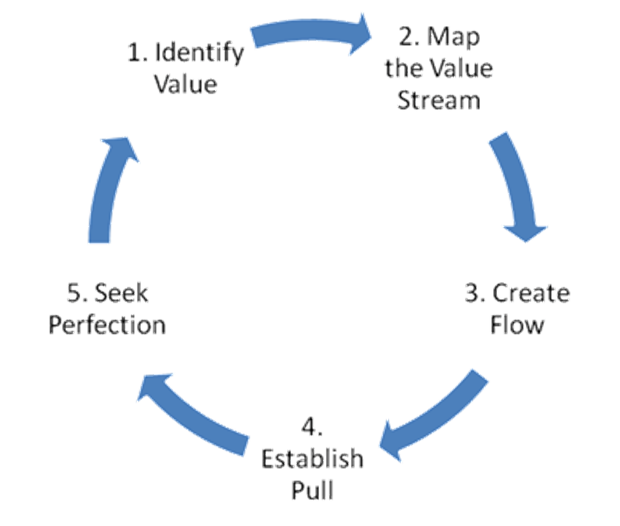 1. Identify
Value
2. Map
the Value
Stream
3. Create
Flow
4.
Establish
Pull
5. Seek
Perfection